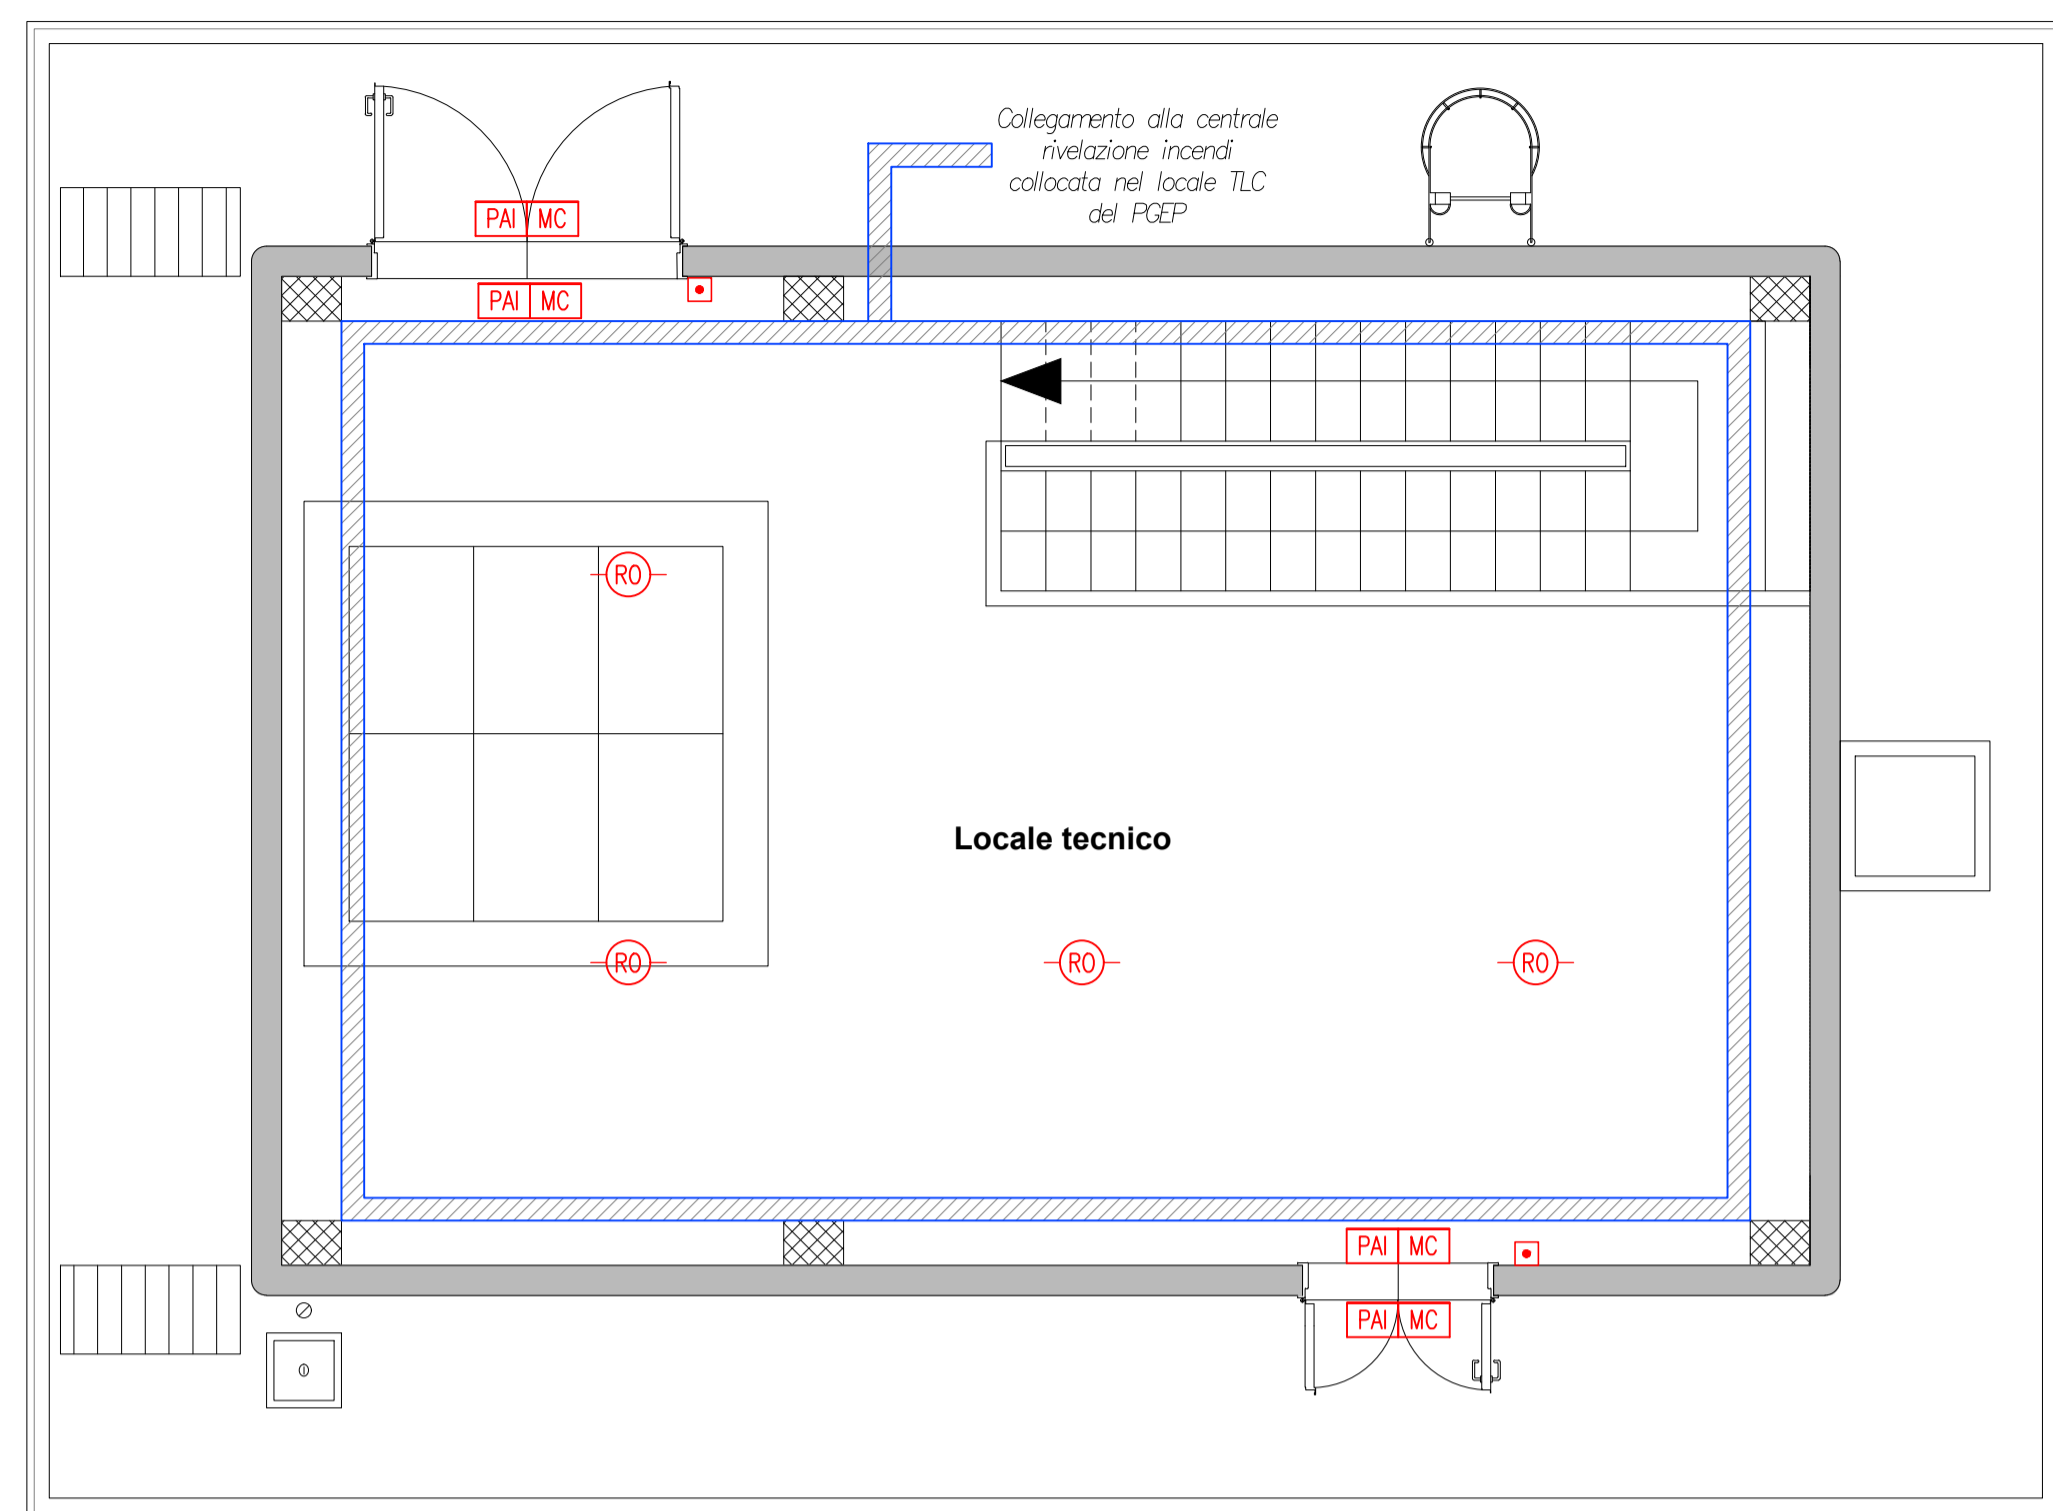 Collegamento alla centrale
rivelazione incendi
collocata nel locale TLC
del PGEP
PAI MC
PAI MC
RO
Locale tecnico
RO RO RO
PAI MC
PAI MC